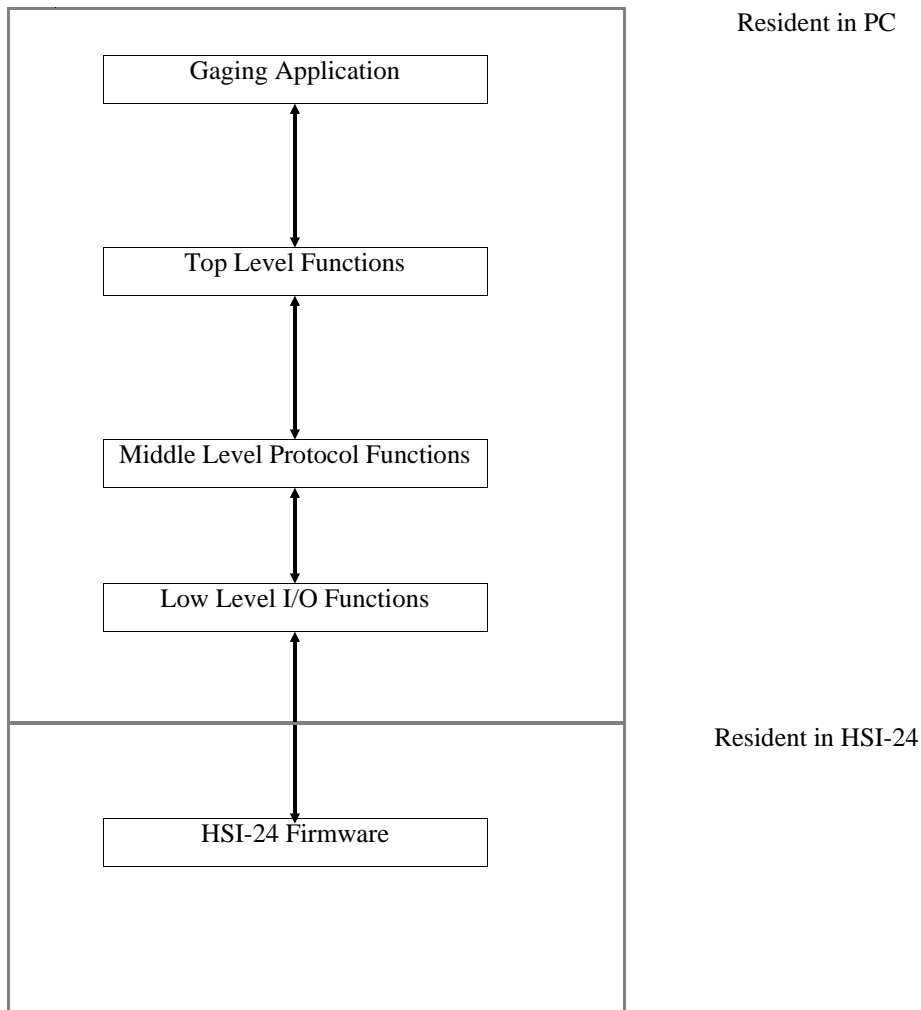 Resident in PC
Gaging Application
Top Level Functions
Middle Level Protocol Functions
Low Level I/O Functions
Resident in HSI-24
HSI-24 Firmware